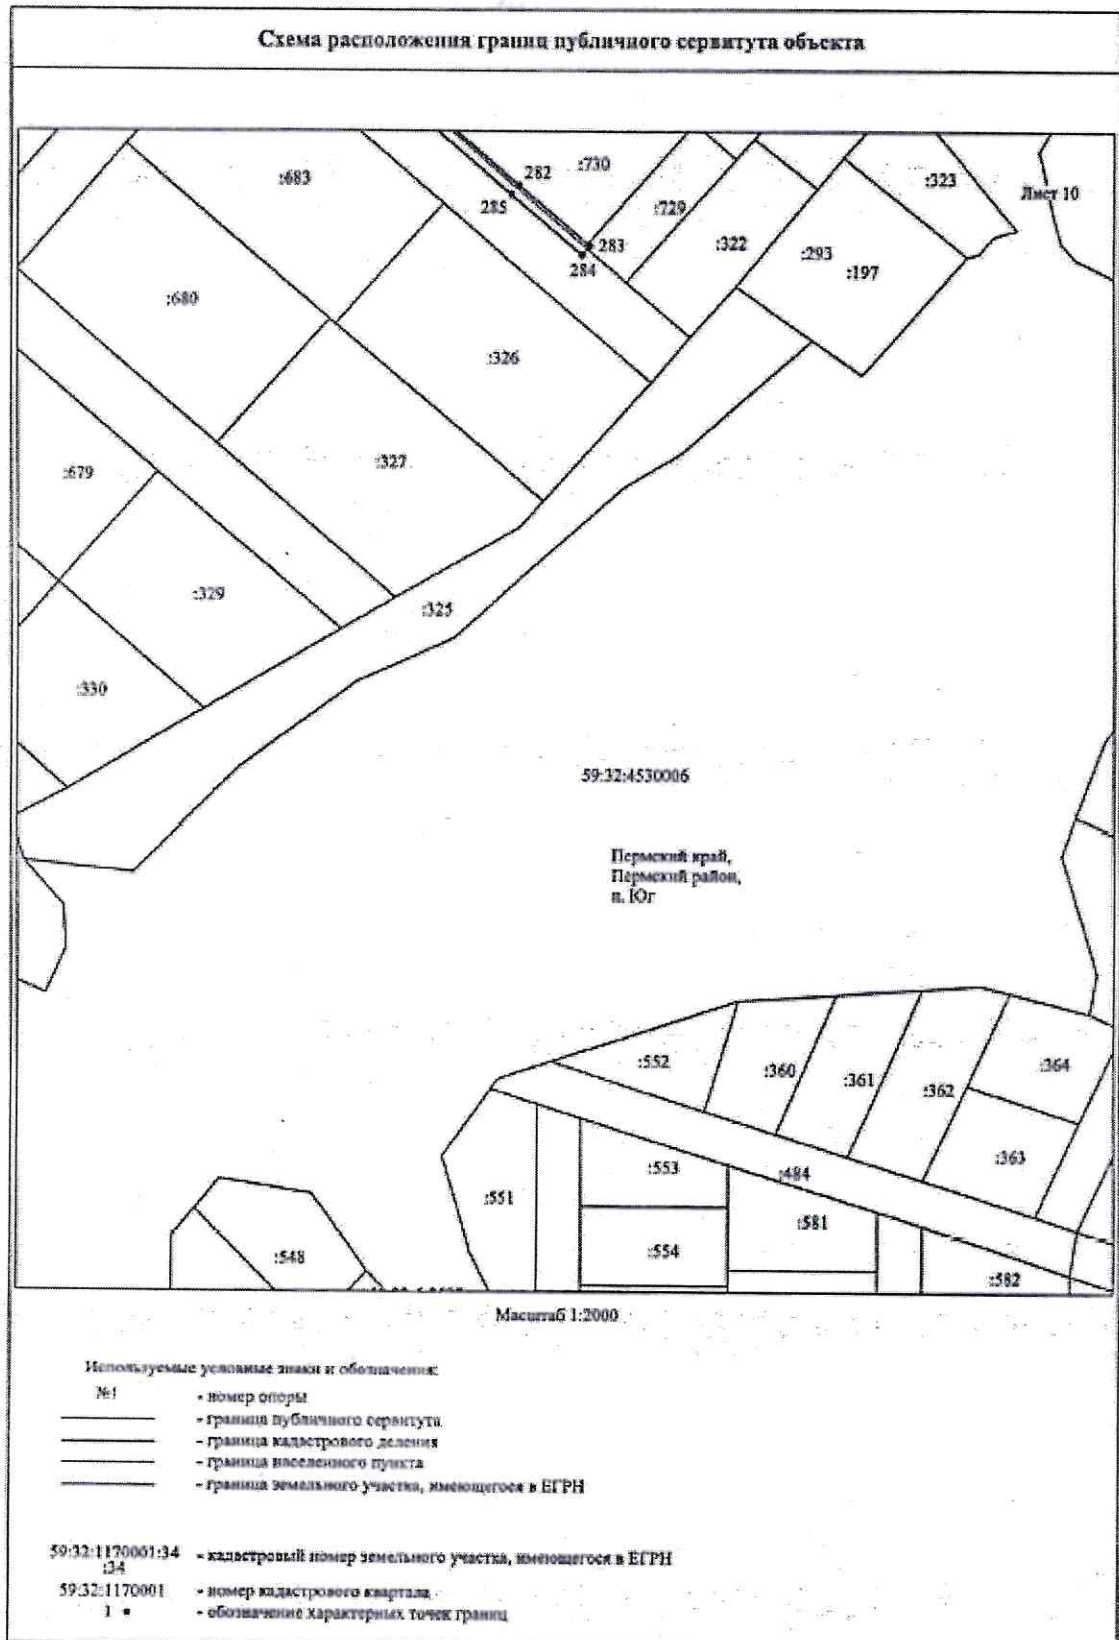 Схема расположения границ публичного сервитута объекта
:683
282
:730
285
:729
:323
Лист 10
283
284
:322
:293
:197
:680
:326
:679
:327
:329
:325
:330
59:32:4530006
Пермский край,
Пермский район,
п. Юг
:552
:360
:361
:362
:364
:363
:553
:484
:551
:581
:554
:548
:582
Масштаб 1:2000
Используемые условные знаки и обозначения:
№1 - номер опоры
- граница публичного сервитута
- граница кадастрового деления
- граница населенного пункта
- граница земельного участка, имеющегося в ЕГРН
59:32:1170001:34 - кадастровый номер земельного участка, имеющегося в ЕГРН
:34
59:32:1170001 - номер кадастрового квартала
1 - обозначение характерных точек границ